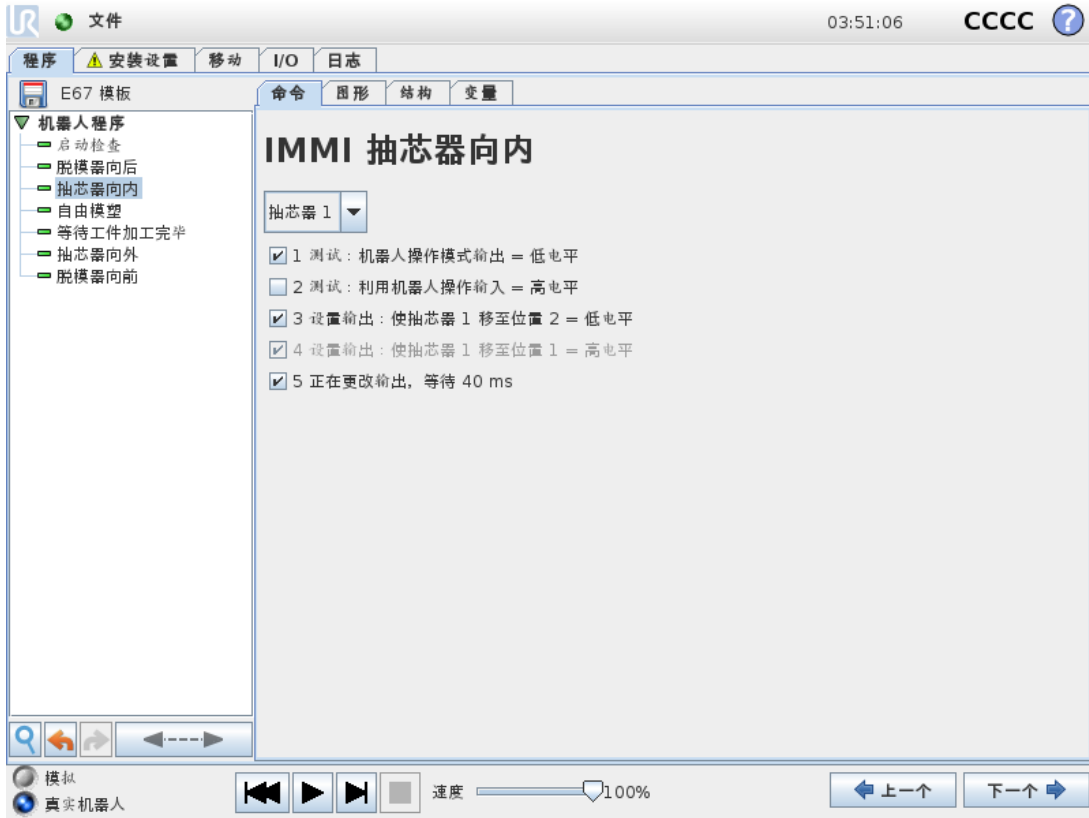 UR 文件 03:51:06 CCCC ?
程序 安装设置 移动 I/O 日志
E67 模板
命令 图形 结构 变量
机器人程序
启动检查
脱模器向后
抽芯器向内
自由模塑
等待工件加工完毕
抽芯器向外
脱模器向前
IMMI 抽芯器向内
抽芯器 1
1 测试：机器人操作模式输出 = 低电平
2 测试：利用机器人操作输入 = 高电平
3 设置输出：使抽芯器 1 移至位置 2 = 低电平
4 设置输出：使抽芯器 1 移至位置 1 = 高电平
5 正在更改输出，等待 40 ms
模拟
真实机器人
速度 100%
上一个 下一个